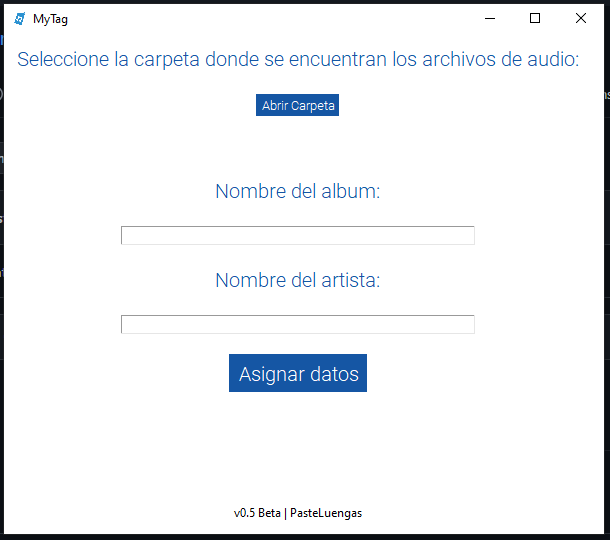 MyTag
Seleccione la carpeta donde se encuentran los archivos de audio:
Abrir Carpeta
Nombre del album:
Nombre del artista:
Asignar datos
v0.5 Beta | PasteLuengas